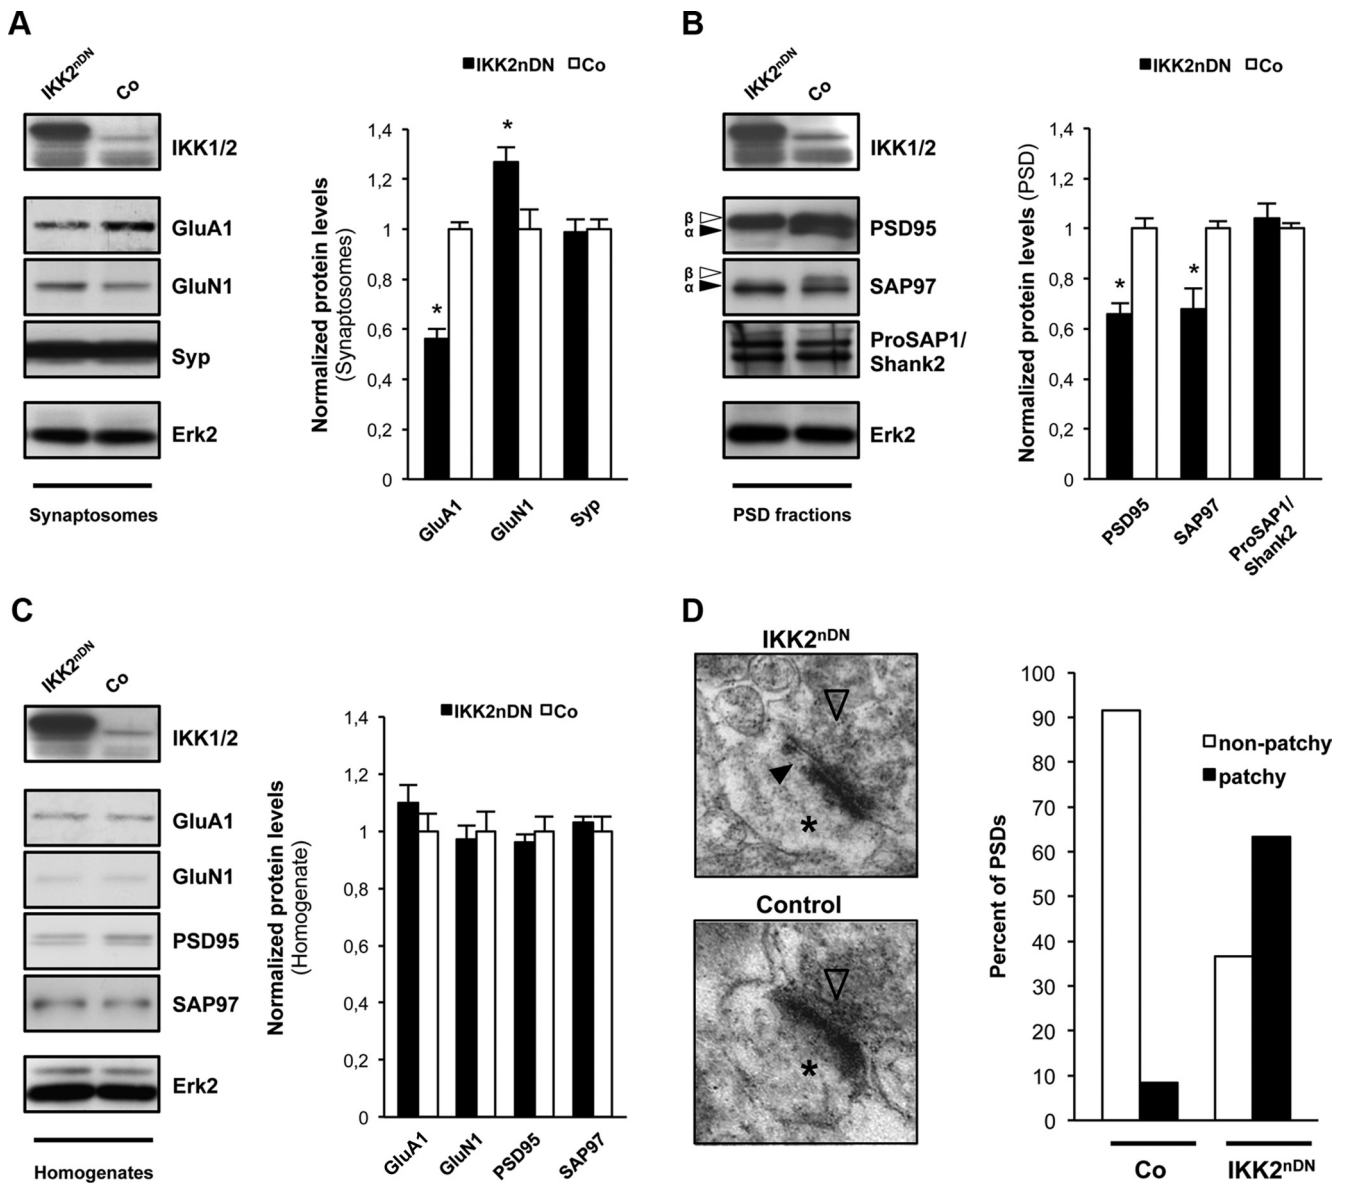 A
IKK2nDN
Co
IKK1/2
GluA1
GluN1
Syp
Erk2
Synaptosomes
IKK2nDN Co
Normalized protein levels
(Synaptosomes)
1,4
1,2
1
0,8
0,6
0,4
0,2
0
*
*
GluA1
GluN1
Syp
B
IKK2nDN
Co
IKK1/2
β
α
PSD95
β
α
SAP97
ProSAP1/
Shank2
Erk2
PSD fractions
IKK2nDN Co
Normalized protein levels (PSD)
1,4
1,2
1
0,8
0,6
0,4
0,2
0
*
*
PSD95
SAP97
ProSAP1/
Shank2
C
IKK2nDN
Co
IKK1/2
GluA1
GluN1
PSD95
SAP97
Erk2
Homogenates
IKK2nDN Co
Normalized protein levels
(Homogenate)
1,4
1,2
1
0,8
0,6
0,4
0,2
0
GluA1
GluN1
PSD95
SAP97
D
IKK2nDN
*
Control
*
Percent of PSDs
100
90
80
70
60
50
40
30
20
10
0
non-patchy
patchy
Co
IKK2nDN